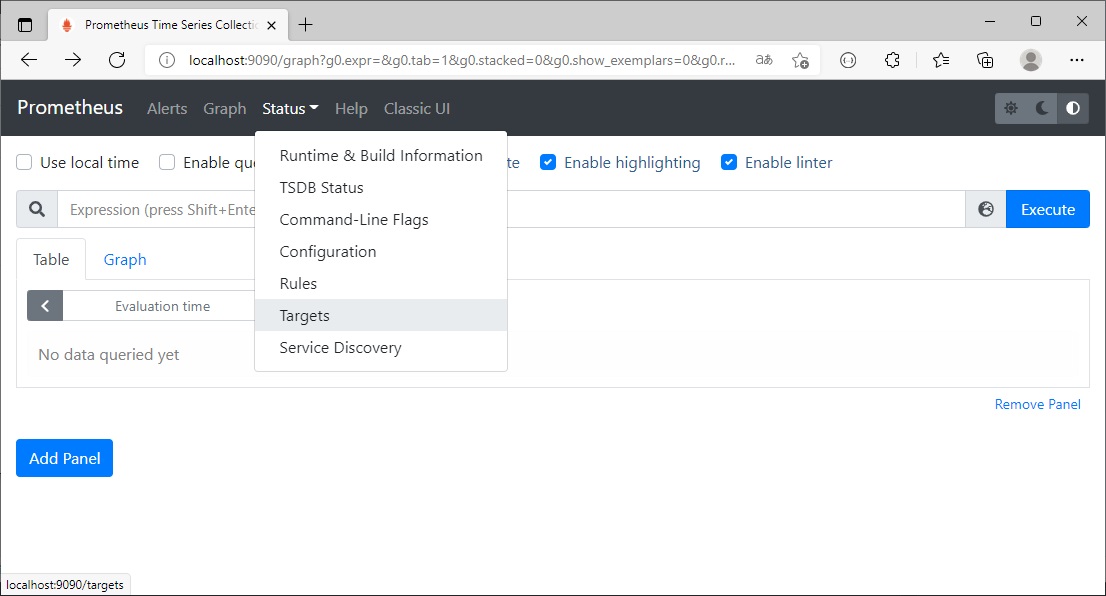 Prometheus Time Series Collecti
localhost:9090/graph?g0.expr=&g0.tab=1&g0.stacked=0&g0.show_exemplars=0&g0.r...
Prometheus Alerts Graph Status Help Classic UI
Use local time Enable que te Enable highlighting Enable linter
Expression (press Shift+Ente Execute
Runtime & Build Information
TSDB Status
Command-Line Flags
Configuration
Rules
Targets
Service Discovery
Table Graph
Evaluation time
No data queried yet
Remove Panel
Add Panel
localhost:9090/targets